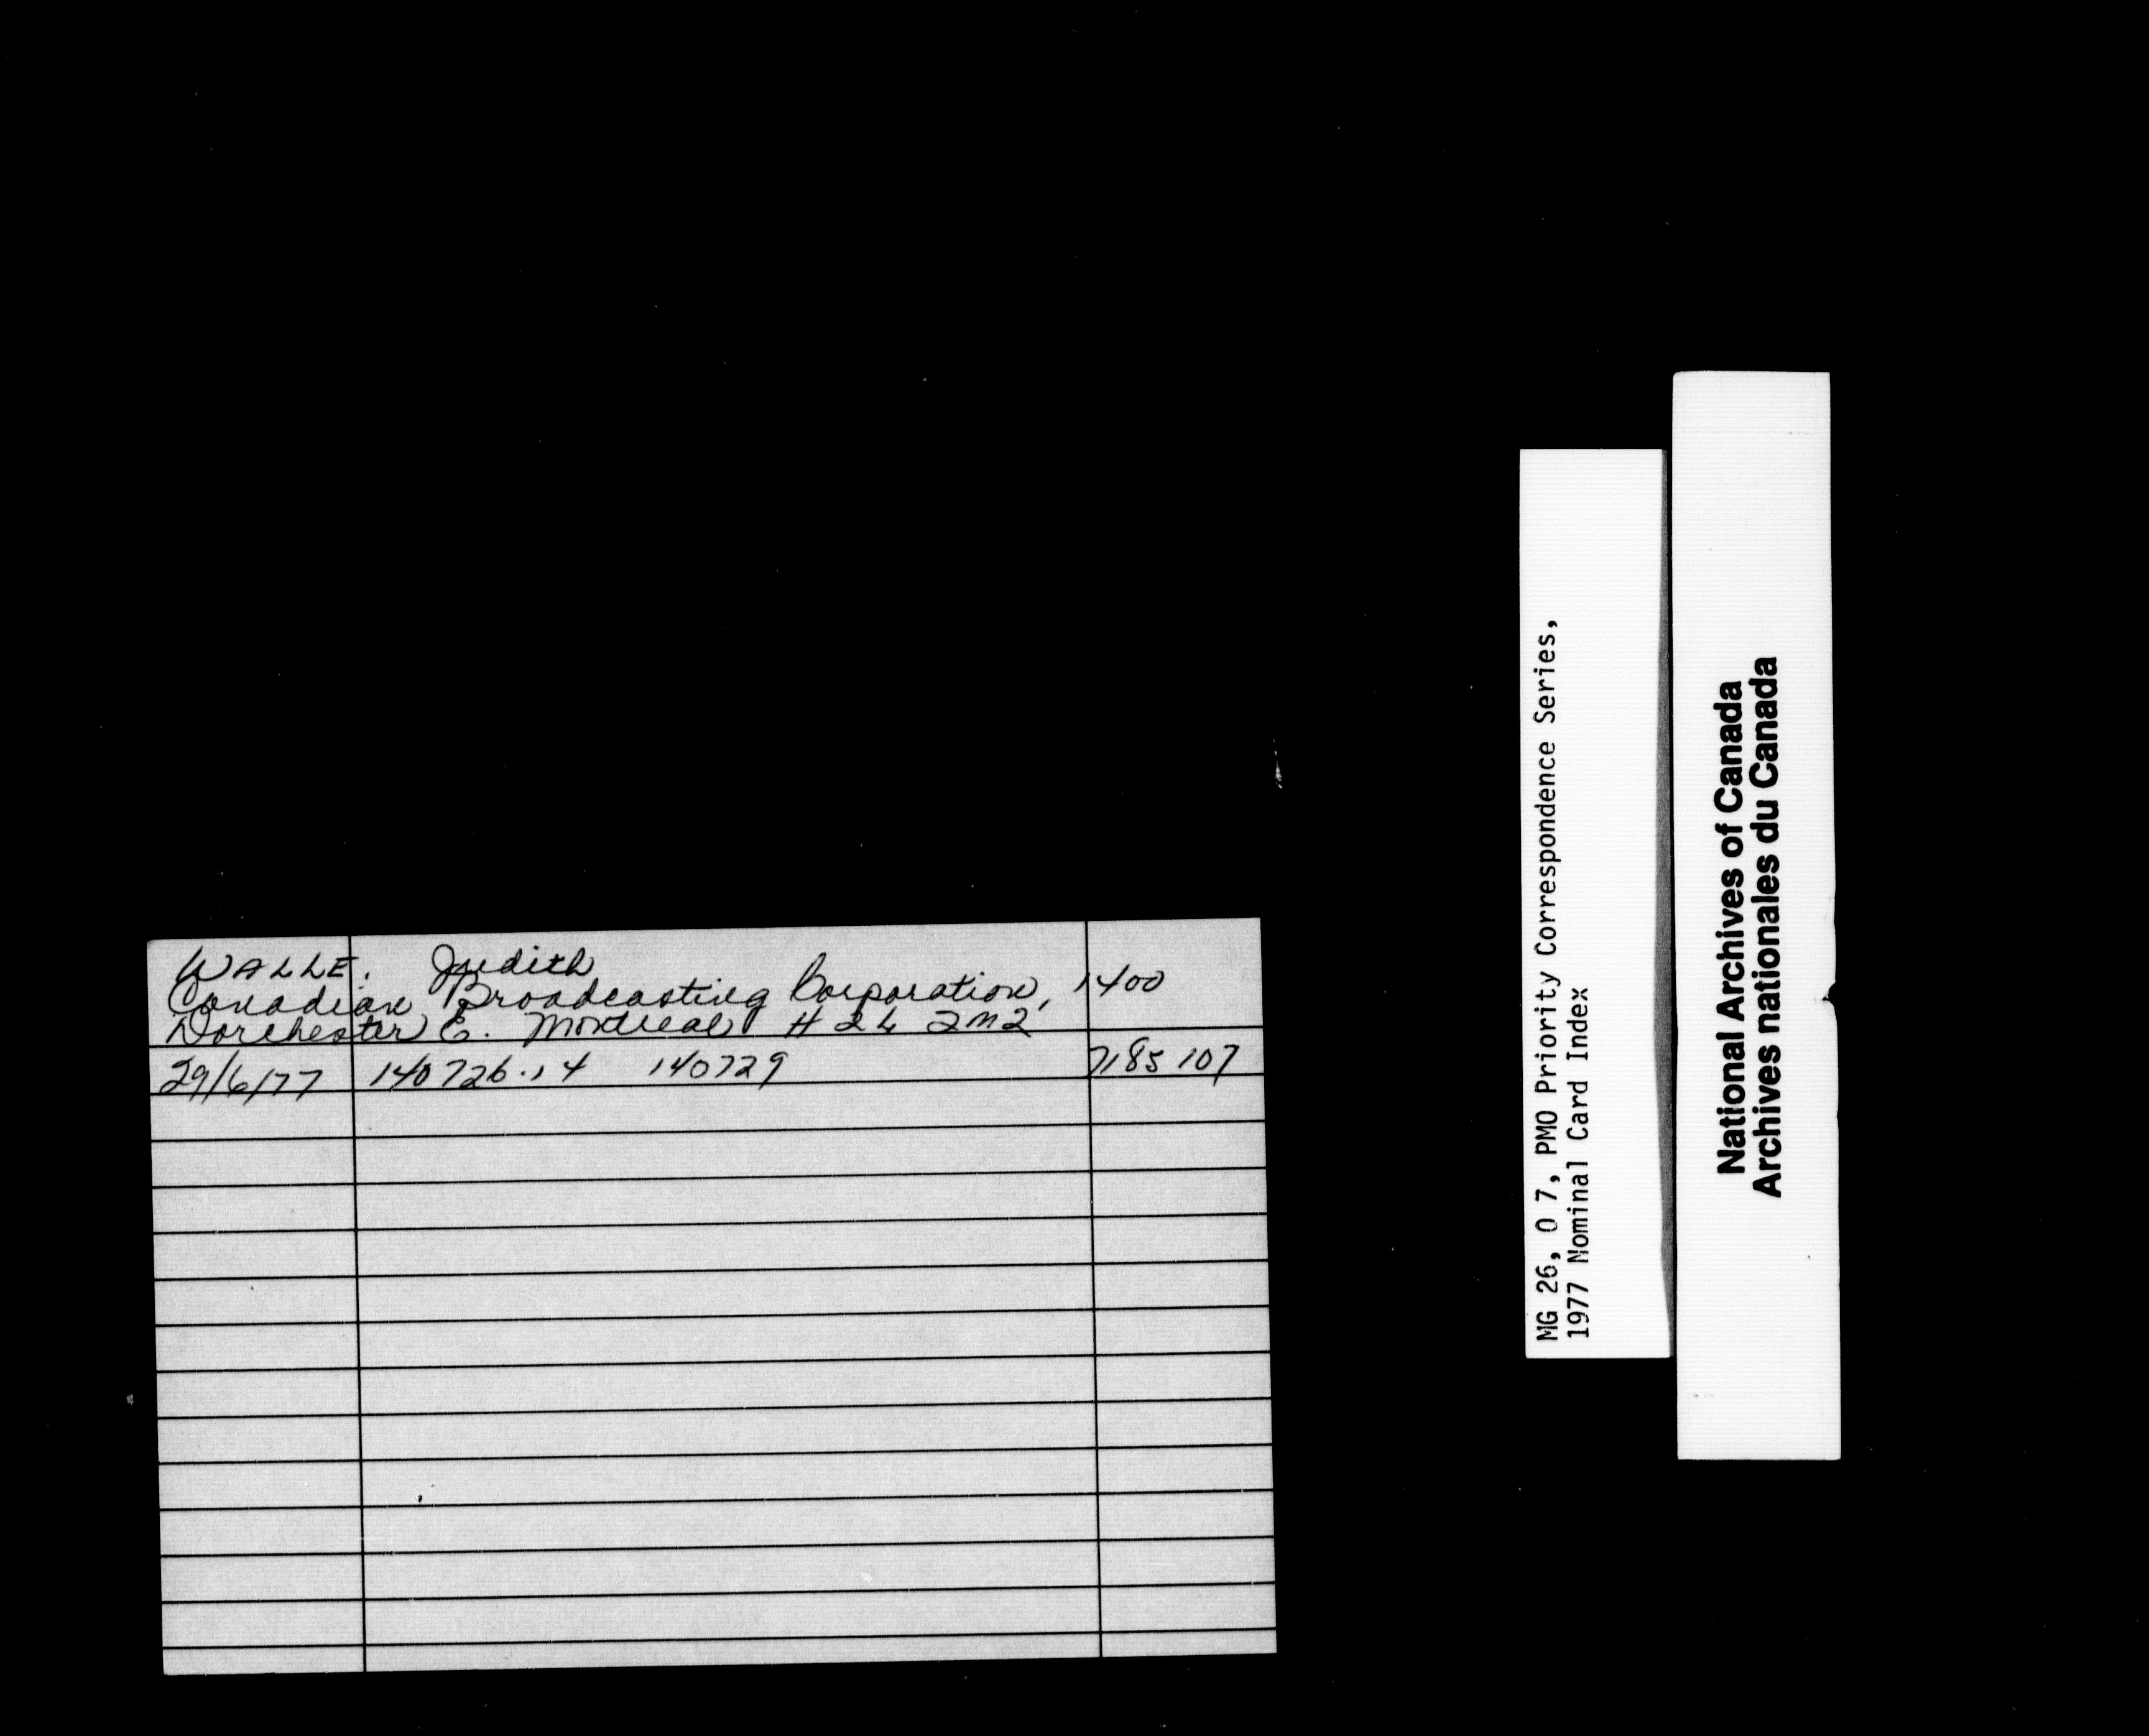 WALLE. Judith
Canadian Broadcasting Corporation, 1400
Dorchester E. Montreal H2L 2M2
29/6/77 140726.14 140729 7185 107
MG 26, O 7, PMO Priority Correspondence Series,
1977 Nominal Card Index
National Archives of Canada
Archives nationales du Canada